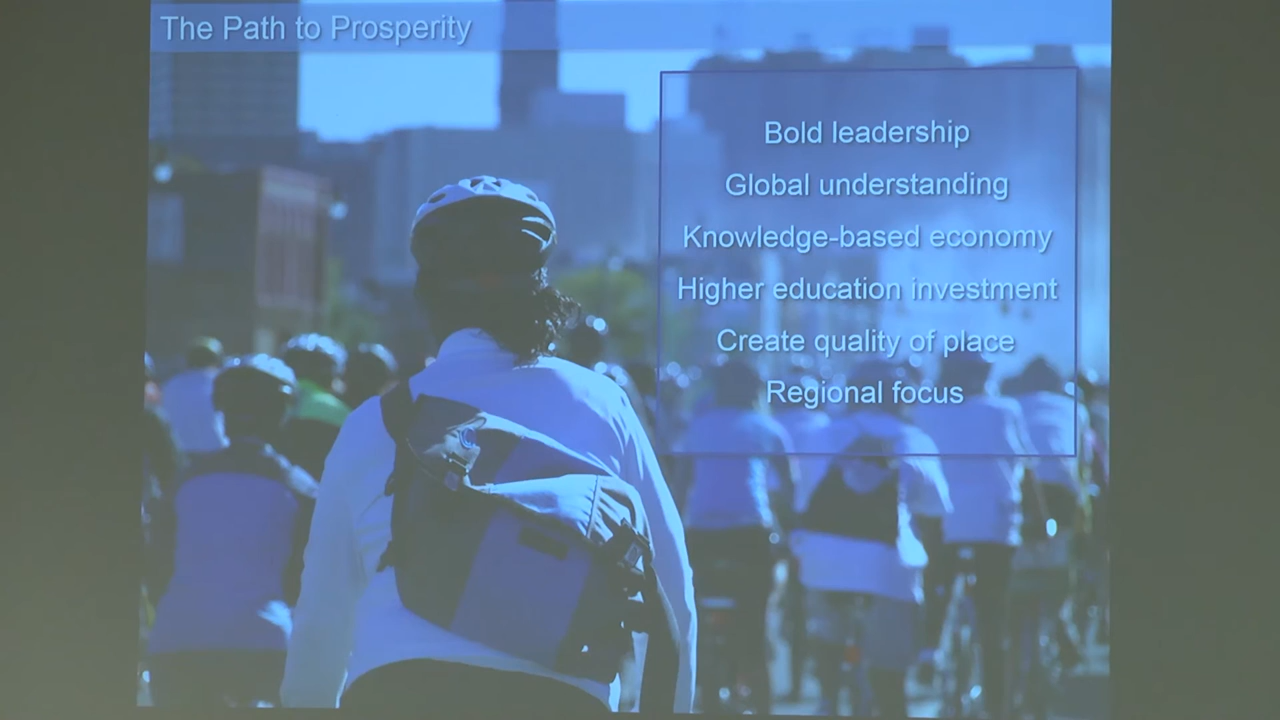 The Path to Prosperity
Bold leadership
Global understanding
Knowledge-based economy
Higher education investment
Create quality of place
Regional focus